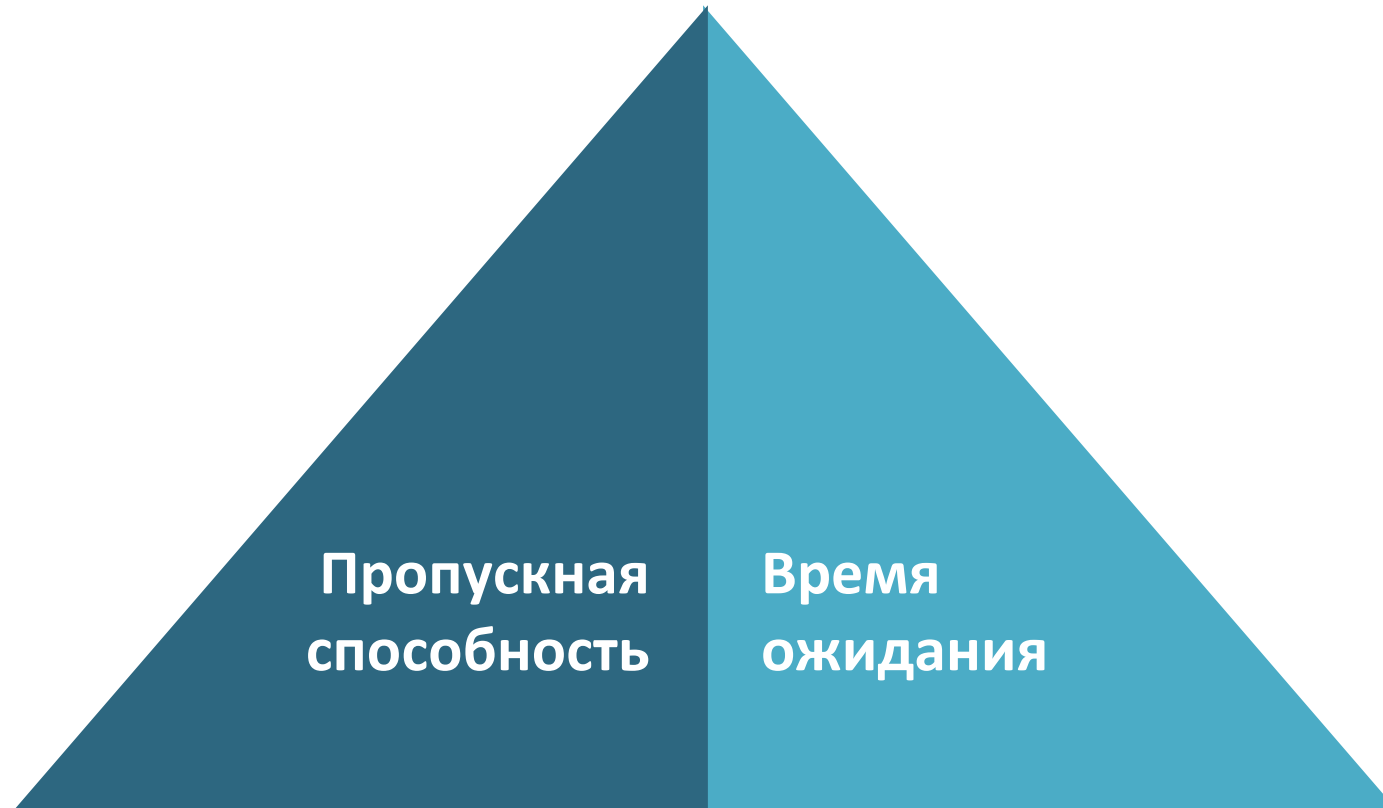 Пропускная
способность
Время
ожидания